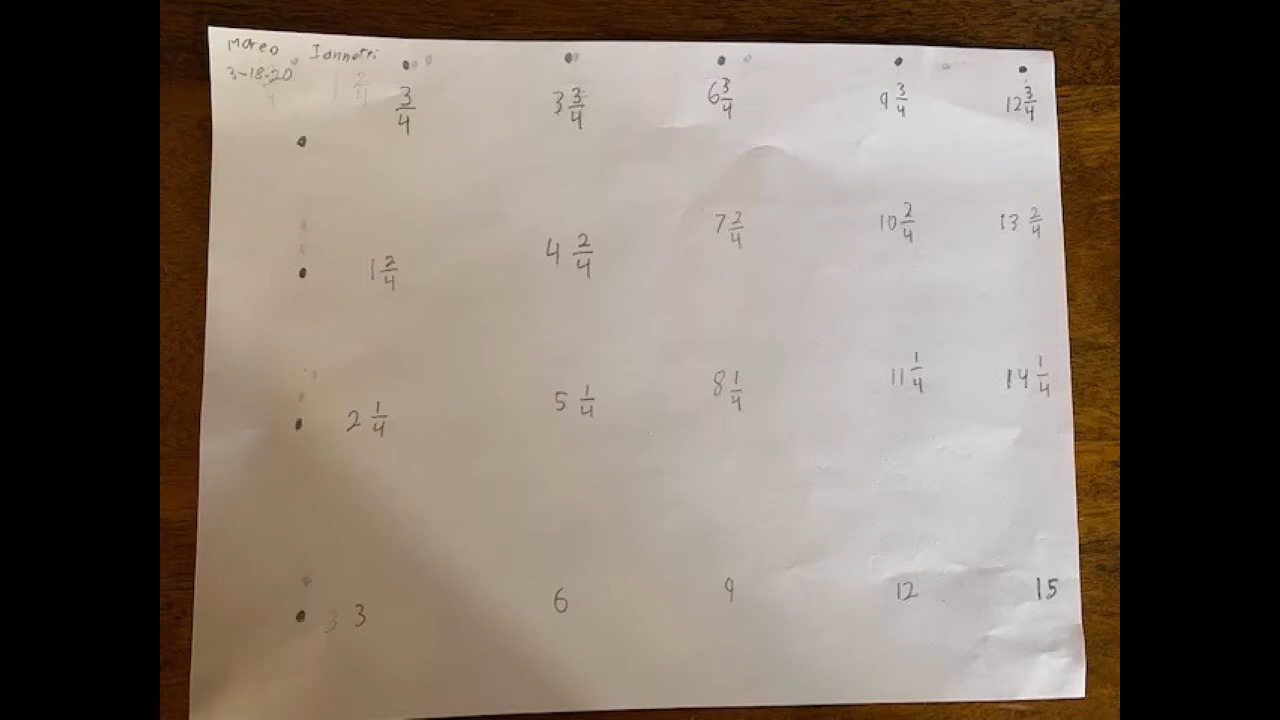 Mateo Iannotti
3-18-20
3/4 3 3/4 6 3/4 9 3/4 12 3/4
1 2/4 4 2/4 7 2/4 10 2/4 13 2/4
2 1/4 5 1/4 8 1/4 11 1/4 14 1/4
3 6 9 12 15